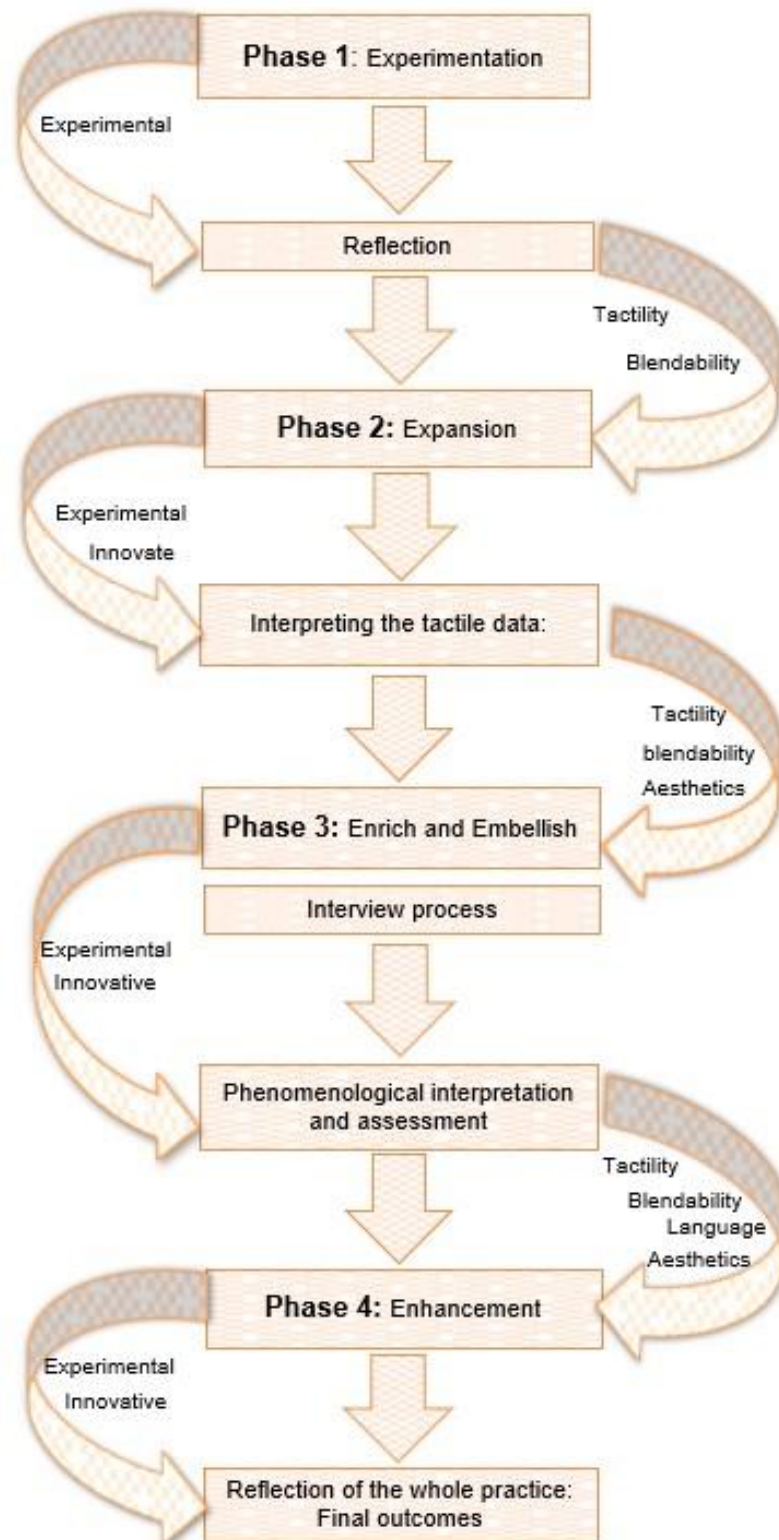 Phase 1: Experimentation
Experimental
Reflection
Tactility
Blendability
Phase 2: Expansion
Experimental
Innovate
Interpreting the tactile data:
Tactility
blendability
Aesthetics
Phase 3: Enrich and Embellish
Interview process
Experimental
Innovative
Phenomenological interpretation
and assessment
Tactility
Blendability
Language
Aesthetics
Phase 4: Enhancement
Experimental
Innovative
Reflection of the whole practice:
Final outcomes